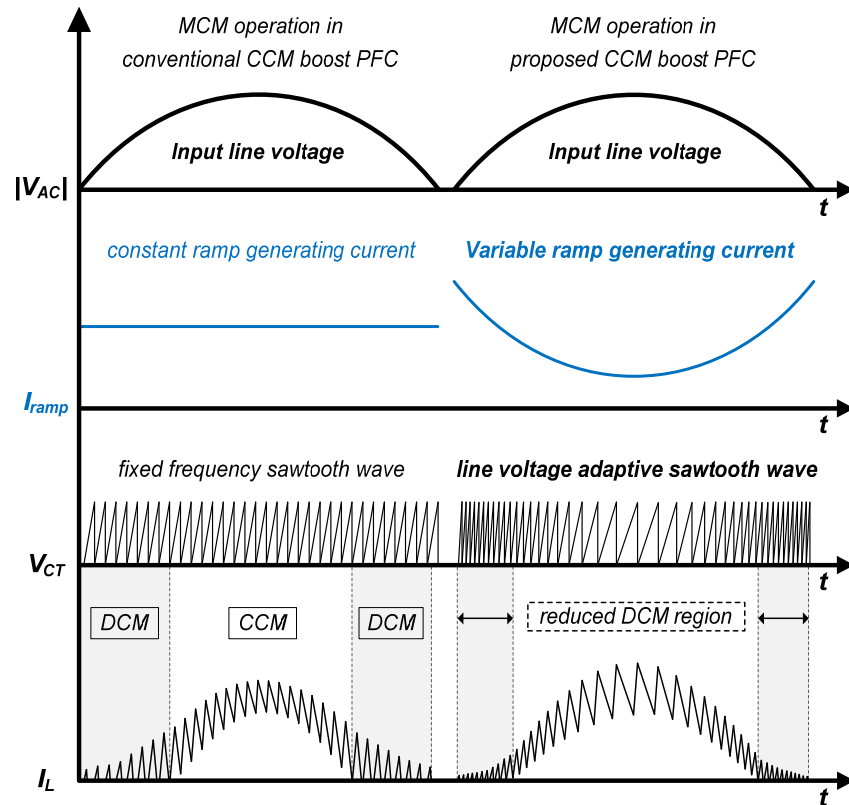 MCM operation in
conventional CCM boost PFC
MCM operation in
proposed CCM boost PFC
Input line voltage
Input line voltage
|VAC|
t
constant ramp generating current
Variable ramp generating current
Iramp
t
fixed frequency sawtooth wave
line voltage adaptive sawtooth wave
VCT
t
DCM
CCM
DCM
reduced DCM region
IL
t